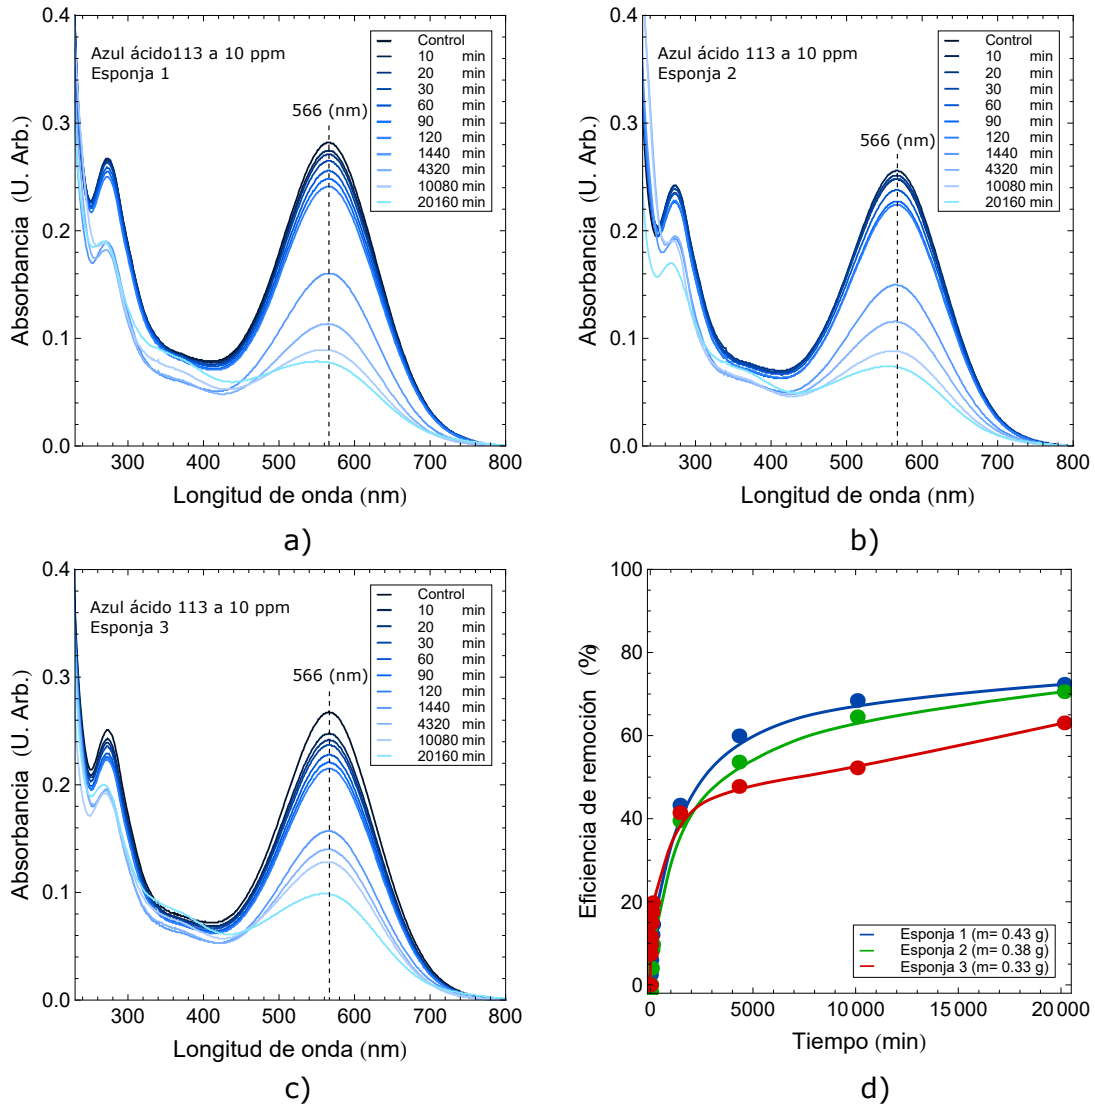 0.4
0.3
0.2
0.1
0.0
Absorbancia (U. Arb.)
Azul ácido113 a 10 ppm
Esponja 1
566 (nm)
Control
10 min
20 min
30 min
60 min
90 min
120 min
1440 min
4320 min
10080 min
20160 min
300 400 500 600 700 800
Longitud de onda (nm)
a)
0.4
0.3
0.2
0.1
0.0
Absorbancia (U. Arb.)
Azul ácido 113 a 10 ppm
Esponja 2
566 (nm)
Control
10 min
20 min
30 min
60 min
90 min
120 min
1440 min
4320 min
10080 min
20160 min
300 400 500 600 700 800
Longitud de onda (nm)
b)
0.4
0.3
0.2
0.1
0.0
Absorbancia (U. Arb.)
Azul ácido 113 a 10 ppm
Esponja 3
566 (nm)
Control
10 min
20 min
30 min
60 min
90 min
120 min
1440 min
4320 min
10080 min
20160 min
300 400 500 600 700 800
Longitud de onda (nm)
c)
100
80
60
40
20
0
Eficiencia de remoción (%)
Esponja 1 (m= 0.43 g)
Esponja 2 (m= 0.38 g)
Esponja 3 (m= 0.33 g)
0 5000 10 000 15 000 20 000
Tiempo (min)
d)